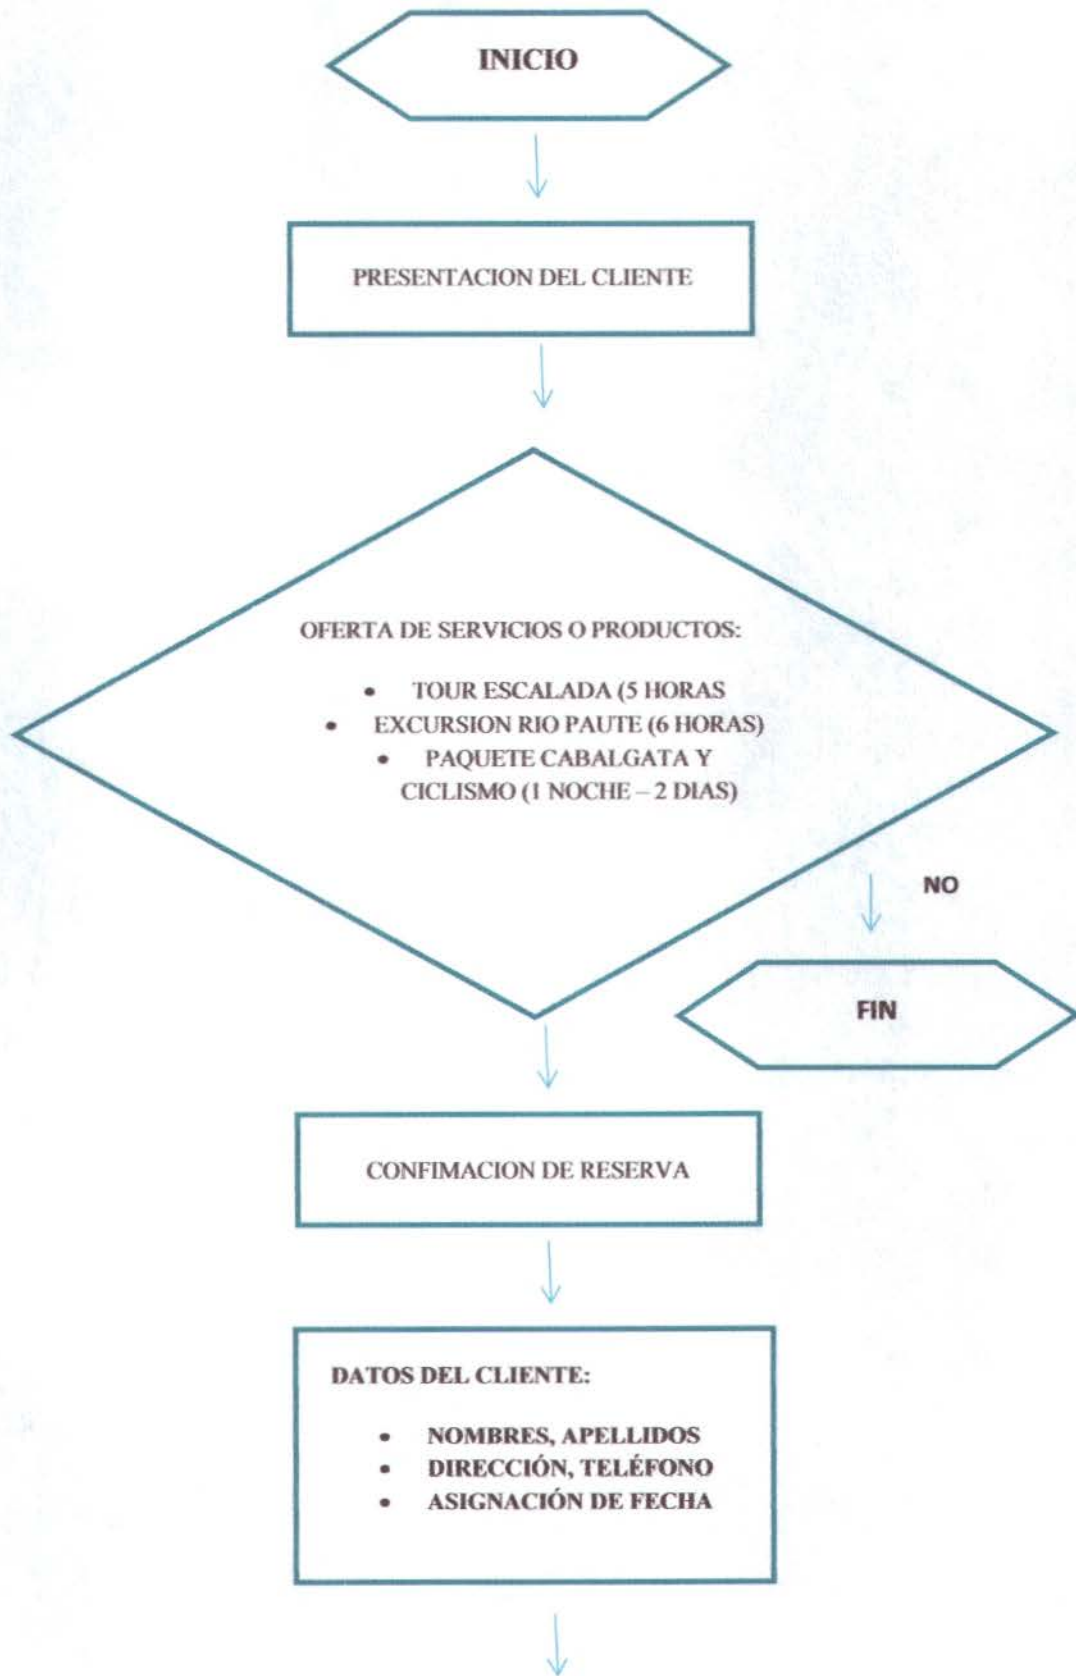 INICIO
PRESENTACION DEL CLIENTE
OFERTA DE SERVICIOS O PRODUCTOS:
• TOUR ESCALADA (5 HORAS
• EXCURSION RIO PAUTE (6 HORAS)
• PAQUETE CABALGATA Y
CICLISMO (1 NOCHE – 2 DIAS)
NO
FIN
CONFIMACION DE RESERVA
DATOS DEL CLIENTE:
• NOMBRES, APELLIDOS
• DIRECCIÓN, TELÉFONO
• ASIGNACIÓN DE FECHA